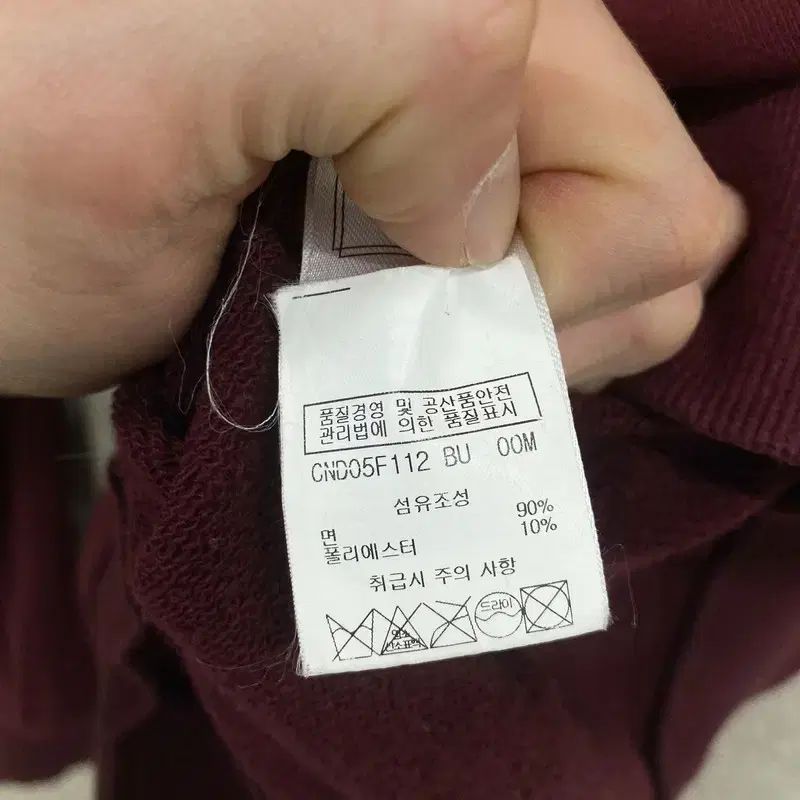 품질경영 및 공산품안전
관리법에 의한 품질표시
CND05F112 BU 00M
섬유조성
면 90%
폴리에스터 10%
취급시 주의 사항
드라이